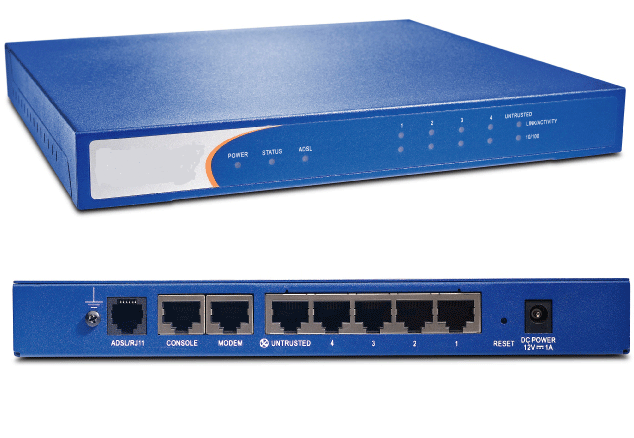 POWER STATUS ADSL 1 2 3 4 UNTRUSTED
LINK/ACTIVITY
10/100
ADSL/RJ11 CONSOLE MODEM UNTRUSTED 4 3 2 1 RESET DC POWER
12V 1A